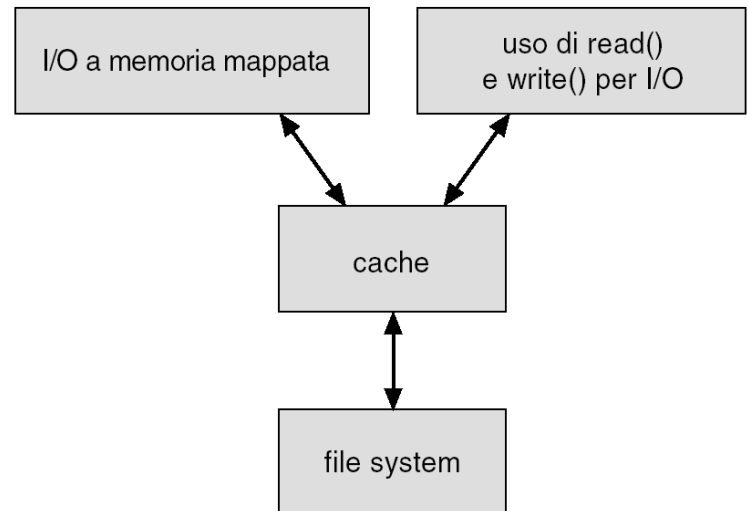 I/O a memoria mappata
uso di read()
e write() per I/O
cache
file system